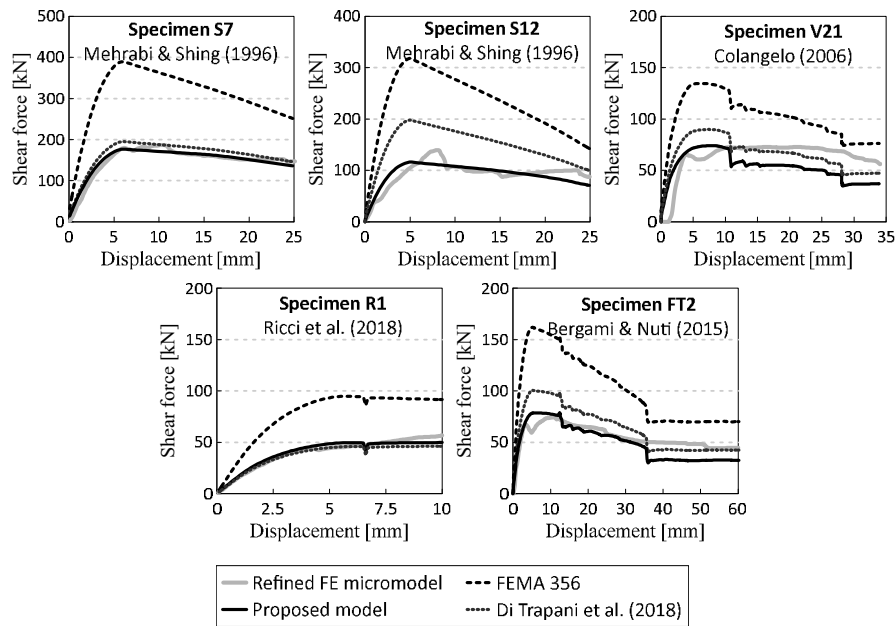 Specimen S7
Mehrabi & Shing (1996)
Shear force [kN]
500
400
300
200
100
0
0 5 10 15 20 25
Displacement [mm]
Specimen S12
Mehrabi & Shing (1996)
Shear force [kN]
400
300
200
100
0
0 5 10 15 20 25
Displacement [mm]
Specimen V21
Colangelo (2006)
Shear force [kN]
200
150
100
50
0
0 5 10 15 20 25 30 35
Displacement [mm]
Specimen R1
Ricci et al. (2018)
Shear force [kN]
200
150
100
50
0
0 2.5 5 7.5 10
Displacement [mm]
Specimen FT2
Bergami & Nuti (2015)
Shear force [kN]
200
150
100
50
0
0 10 20 30 40 50 60
Displacement [mm]
Refined FE micromodel
FEMA 356
Proposed model
Di Trapani et al. (2018)